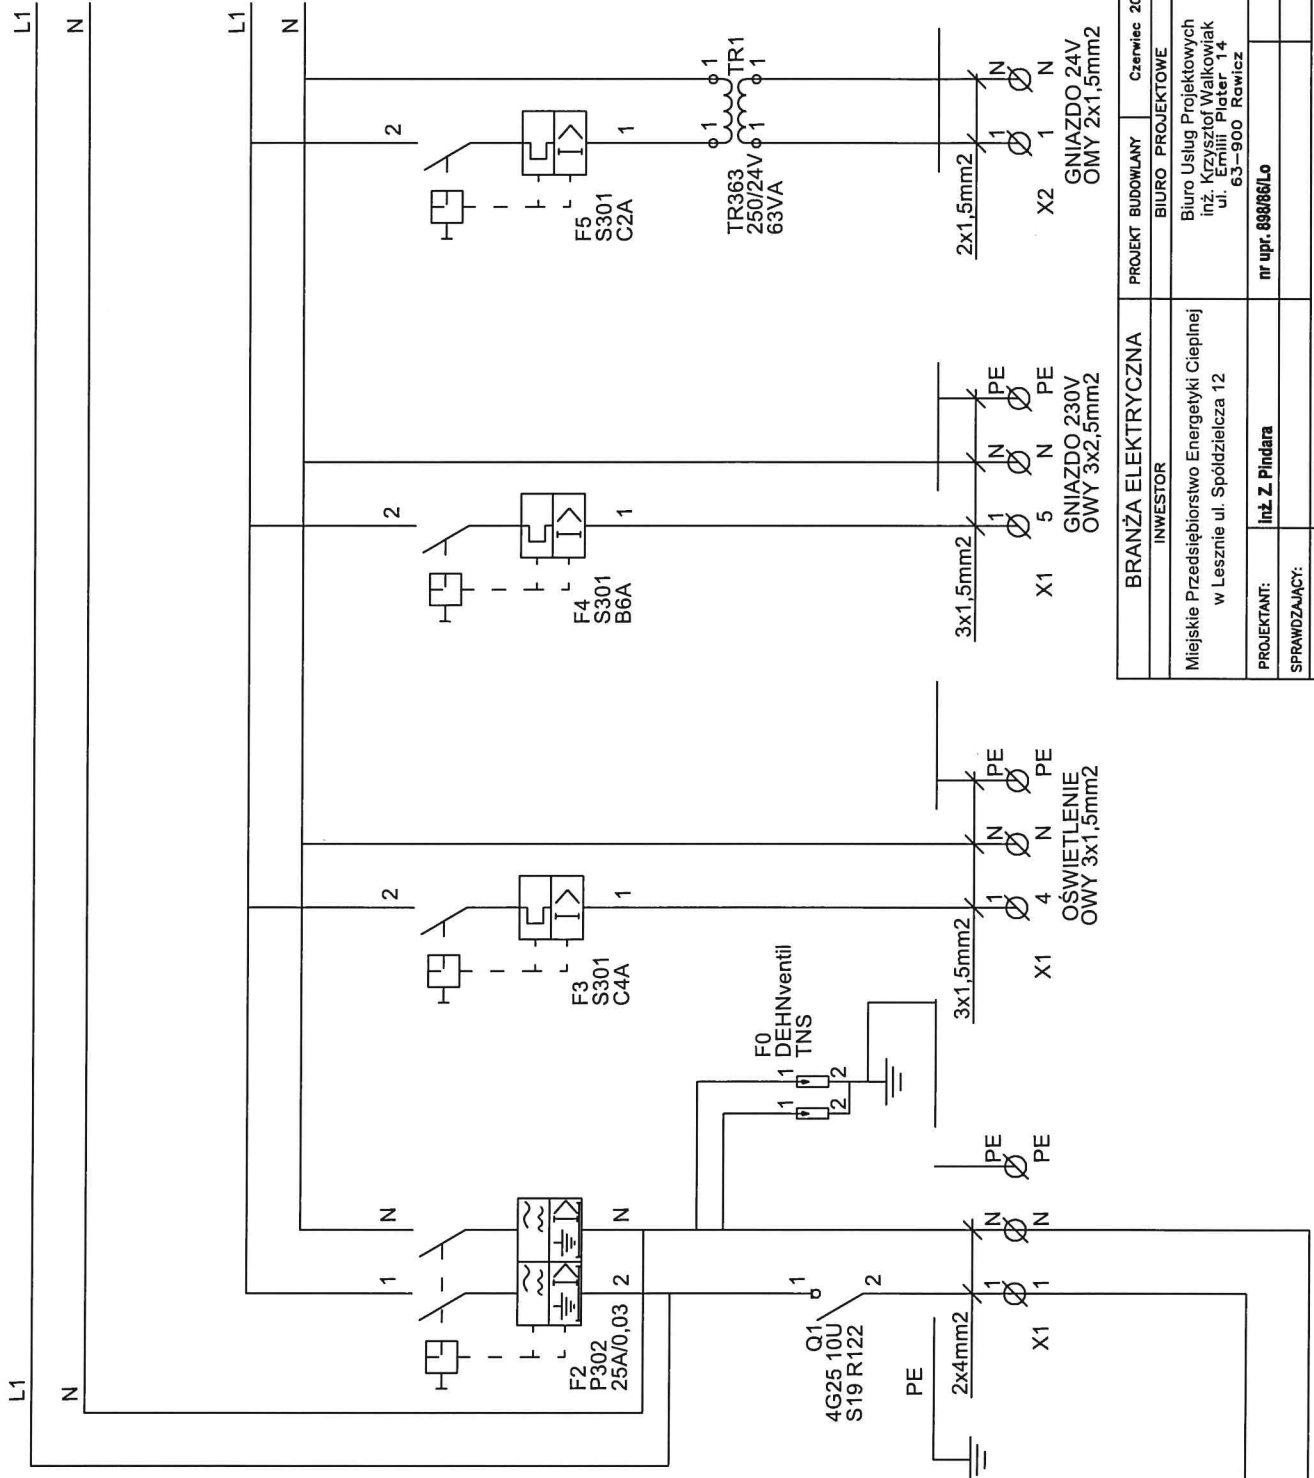 L1
N
L1
N
L1
N
1
N
F2
P302
25A/0,03
2
N
1
Q1
4G25 10U
S19 R122
2
PE
2x4mm2
1
N
PE
X1
1
N
PE
F0
DEHNventil
TNS
1
1
2
2
2
F3
S301
C4A
1
3x1,5mm2
1
N
PE
X1
4
N
PE
OŚWIETLENIE
OWY 3x1,5mm2
2
F4
S301
B6A
1
3x1,5mm2
1
N
PE
X1
5
N
PE
GNIAZDO 230V
OWY 3x2,5mm2
2
F5
S301
C2A
1
1
1
TR1
1
1
TR363
250/24V
63VA
2x1,5mm2
1
N
X2
1
N
GNIAZDO 24V
OMY 2x1,5mm2
BRANŻA ELEKTRYCZNA
PROJEKT BUDOWLANY
Czerwiec 20
INWESTOR
BIURO PROJEKTOWE
Miejskie Przedsiębiorstwo Energetyki Cieplnej
w Lesznie ul. Spółdzielcza 12
Biuro Usług Projektowych
inż. Krzysztof Walkowiak
ul. Emilii Plater 14
63-900 Rawicz
PROJEKTANT:
inż. Z. Pindara
nr upr. 898/86/Lo
SPRAWDZAJĄCY: